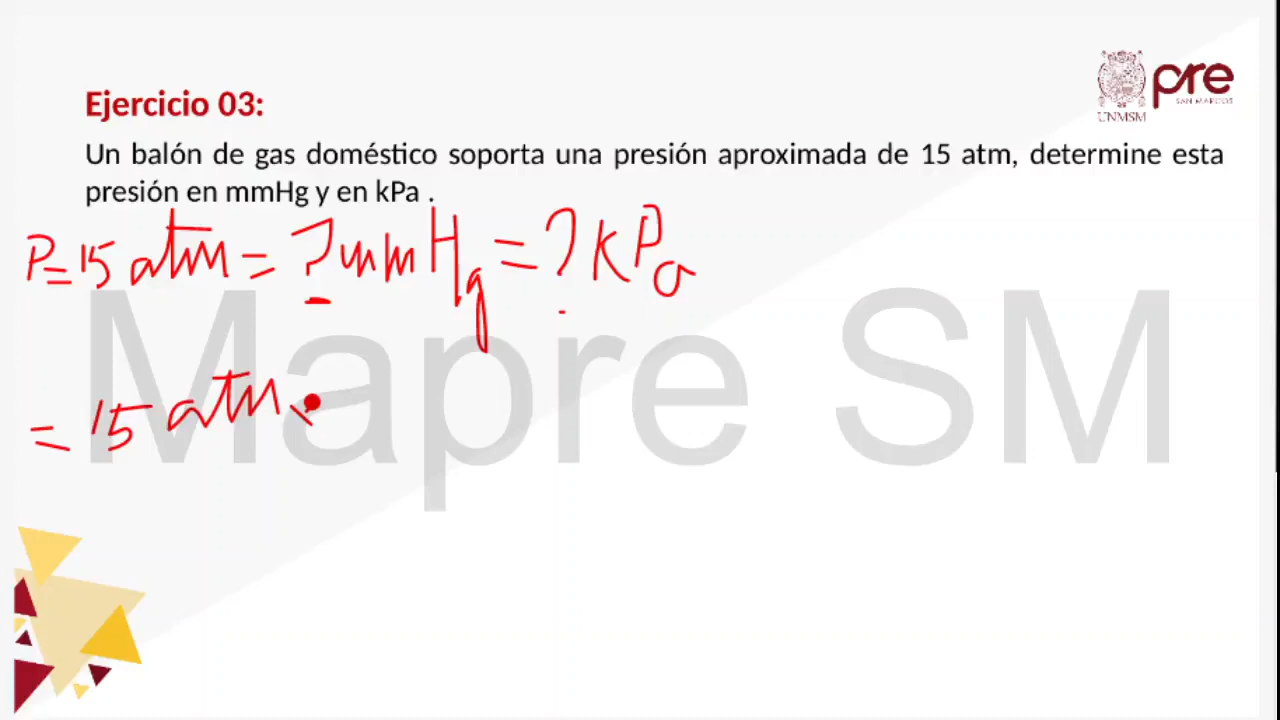 pre
SAN MARCOS
UNMSM
Ejercicio 03:
Un balón de gas doméstico soporta una presión aproximada de 15 atm, determine esta
presión en mmHg y en kPa .
P=15 atm = ? mmHg = ? kPa
= 15 atm x
Mapre SM